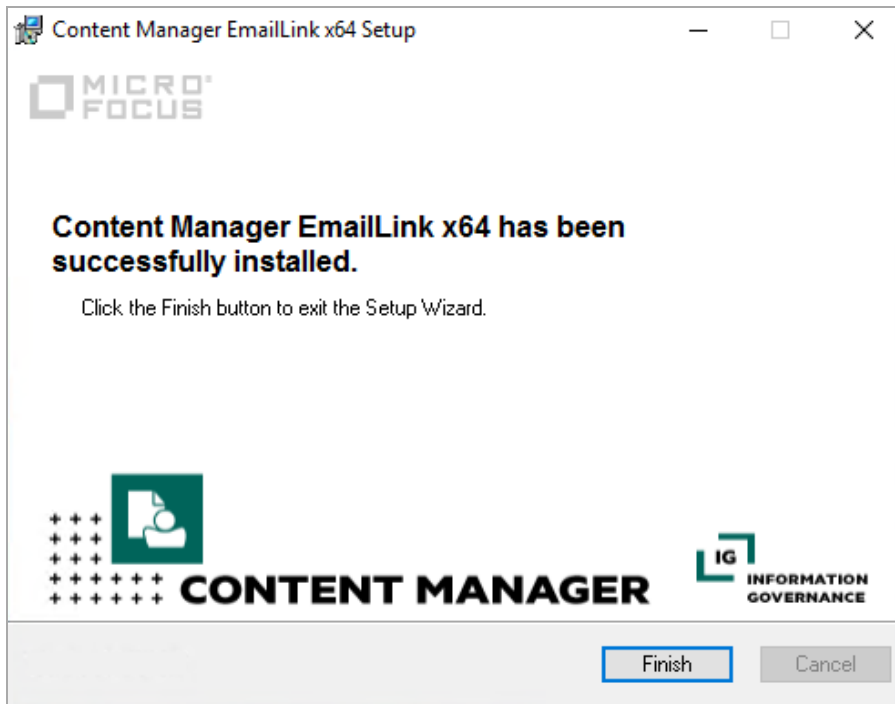 Content Manager EmailLink x64 Setup
MICRO
FOCUS
Content Manager EmailLink x64 has been
successfully installed.
Click the Finish button to exit the Setup Wizard.
CONTENT MANAGER
IG
INFORMATION
GOVERNANCE
Finish
Cancel